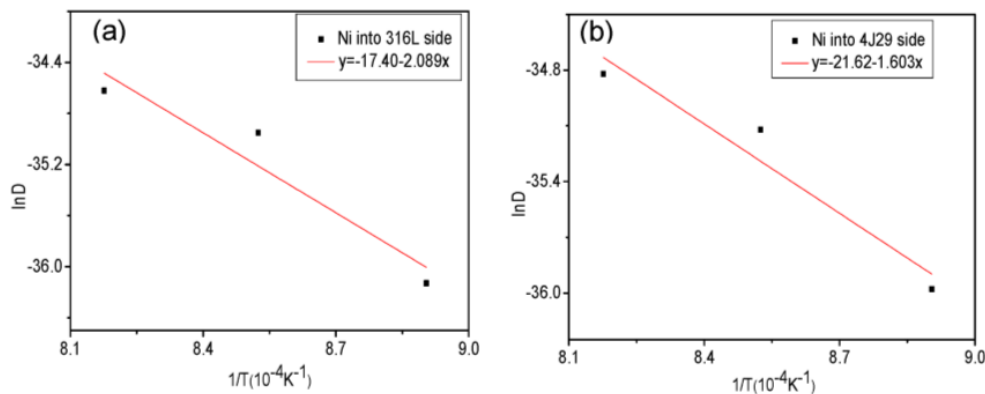 (a)
Ni into 316L side
y=-17.40-2.089x
-34.4
-35.2
-36.0
lnD
8.1
8.4
8.7
9.0
1/T(10⁻⁴K⁻¹)
(b)
Ni into 4J29 side
y=-21.62-1.603x
-34.8
-35.4
-36.0
lnD
8.1
8.4
8.7
9.0
1/T(10⁻⁴K⁻¹)